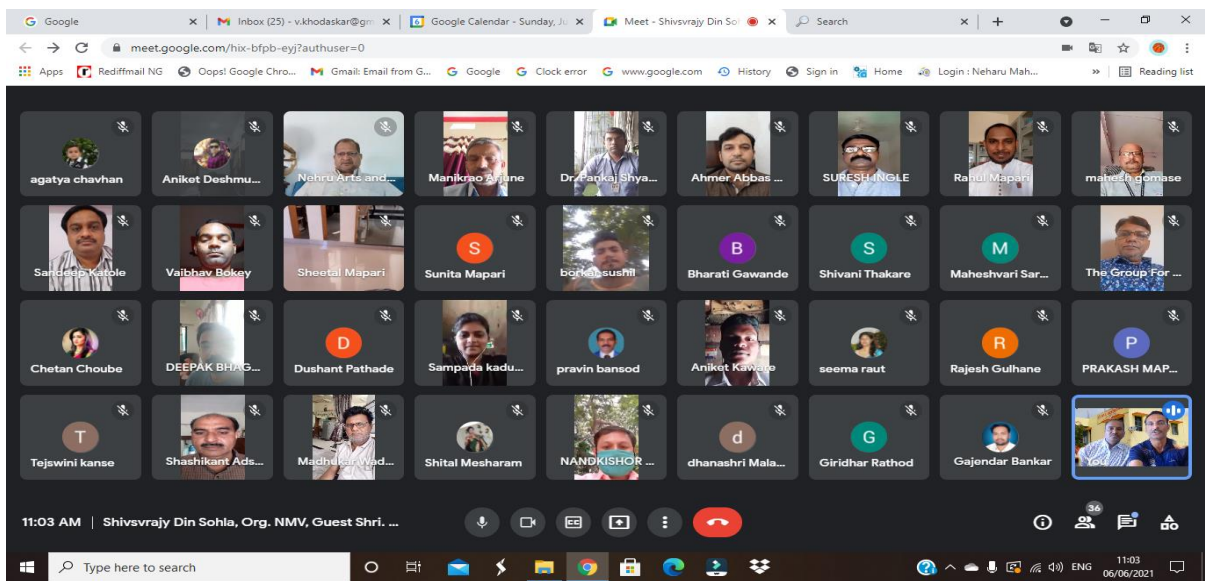 Google
Inbox (25) - v.khodaskar@gm
Google Calendar - Sunday, Ju
Meet - Shivsvrajy Din Sol
Search
meet.google.com/hix-bfpb-eyj?authuser=0
Apps Rediffmail NG Oops! Google Chro... Gmail: Email from G... Google Clock error www.google.com History Sign in Home Login : Neharu Mah... » Reading list
agatya chavhan Aniket Deshmu... Nehru Arts and... Manikrao Arjune Dr. Pankaj Shya... Ahmer Abbas ... SURESH INGLE Rahul Mapari mahesh gomase
S B S M
Sandeep Katole Vaibhav Bokey Sheetal Mapari Sunita Mapari borkar sushil Bharati Gawande Shivani Thakare Maheshvari Sar... The Group For ...
D R P
Chetan Choube DEEPAK BHAG... Dushant Pathade Sampada kadu... pravin bansod Aniket Kaware seema raut Rajesh Gulhane PRAKASH MAP...
T d G
Tejswini kanse Shashikant Ads... Madhukar Wad... Shital Mesharam NANDKISHOR ... dhanashri Mala... Giridhar Rathod Gajendar Bankar You
11:03 AM | Shivsvrajy Din Sohla, Org. NMV, Guest Shri. ... CC 36
Type here to search ENG 11:03
06/06/2021